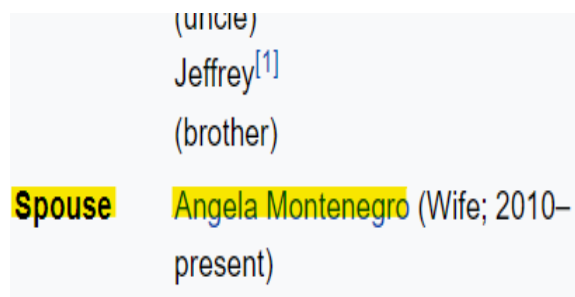 (uncle)
Jeffrey[1]
(brother)
Spouse Angela Montenegro (Wife; 2010–
present)